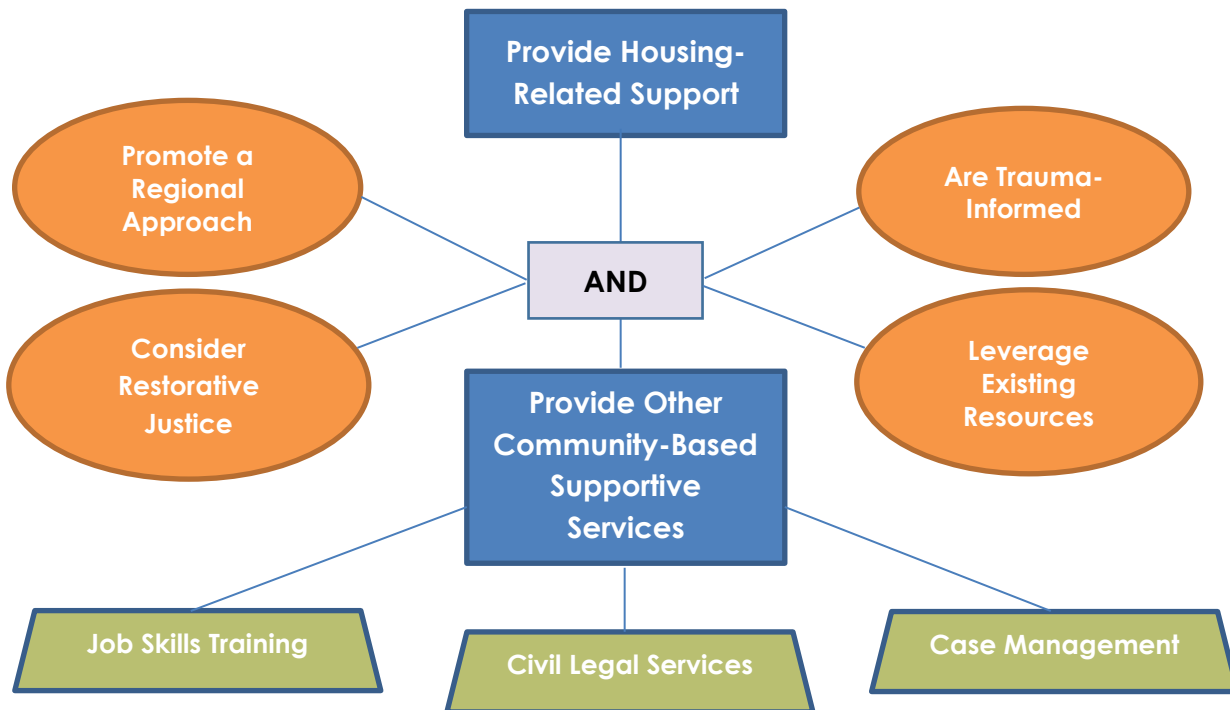 Provide Housing-
Related Support
Promote a
Regional
Approach
Are Trauma-
Informed
AND
Consider
Restorative
Justice
Leverage
Existing
Resources
Provide Other
Community-Based
Supportive
Services
Job Skills Training
Civil Legal Services
Case Management